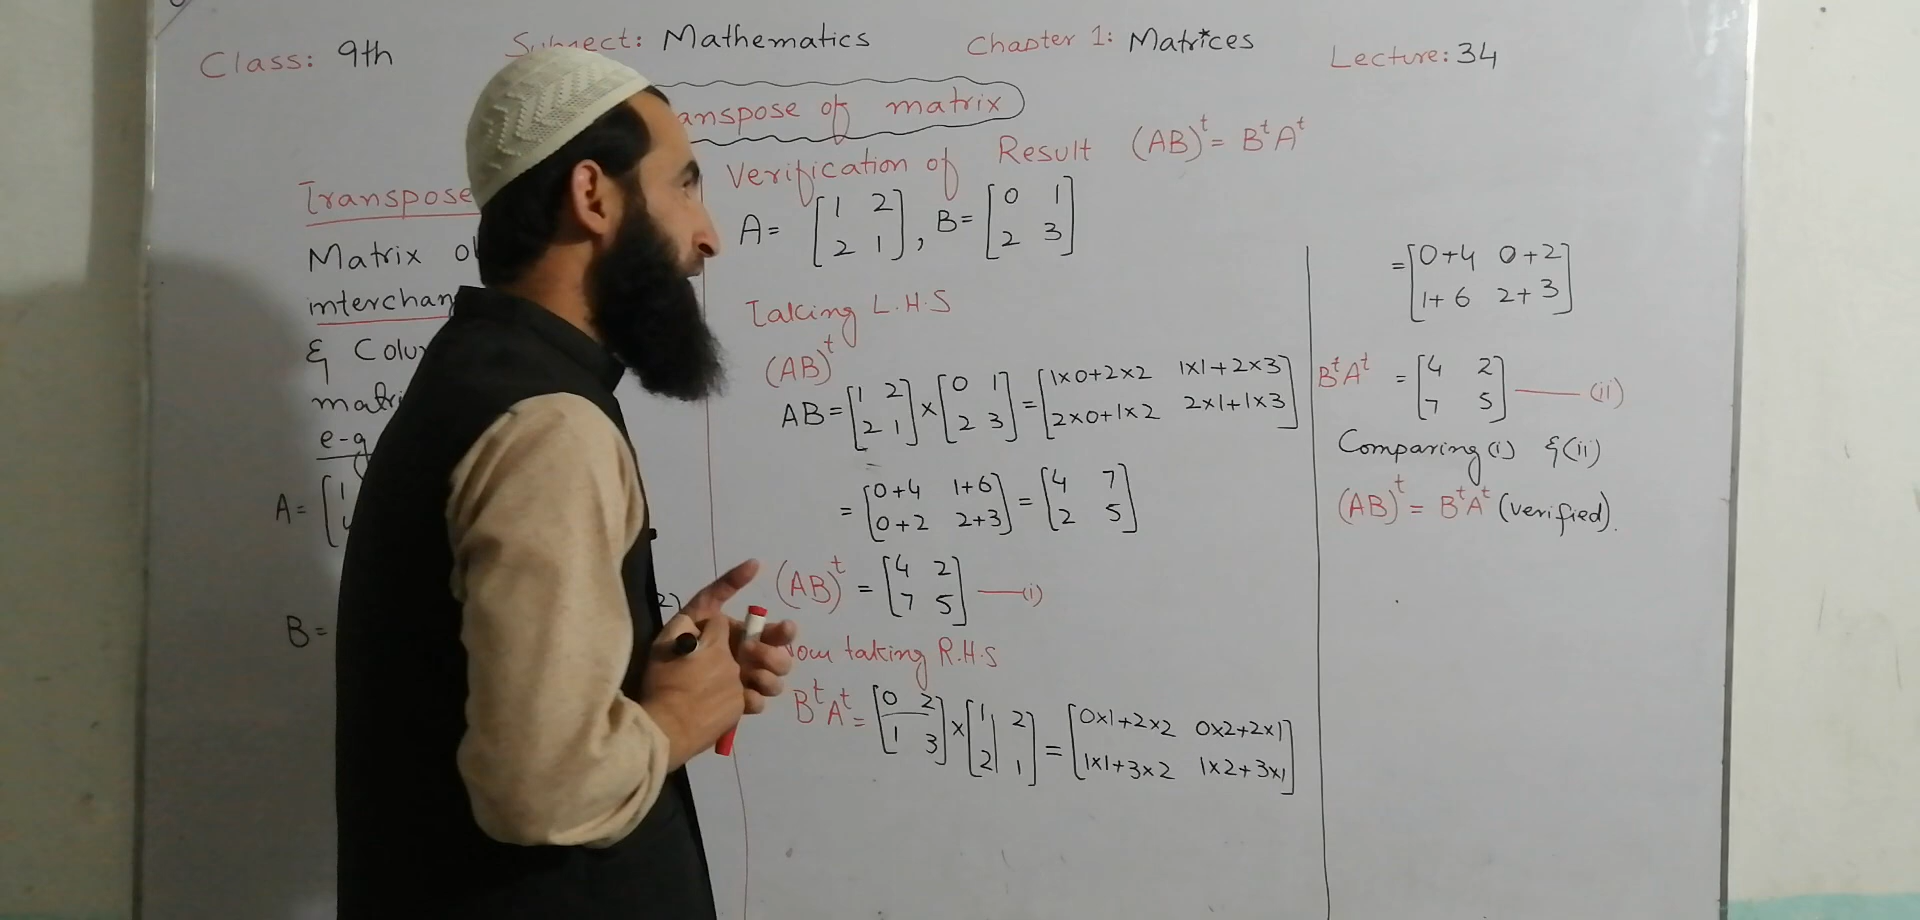 Class: 9th Subject: Mathematics Chapter 1: Matrices Lecture: 34
anspose of matrix
Transpose
Matrix
interchan
&
e-g
A= [1
B=
Verification of Result (AB)ᵗ= BᵗAᵗ
A= [1 2; 2 1], B= [0 1; 2 3]
Taking L.H.S
(AB)ᵗ
AB= [1 2; 2 1] × [0 1; 2 3] = [1×0+2×2 1×1+2×3; 2×0+1×2 2×1+1×3]
= [0+4 1+6; 0+2 2+3] = [4 7; 2 5]
(AB)ᵗ = [4 2; 7 5] —(i)
Now taking R.H.S
BᵗAᵗ= [0 2; 1 3] × [1 2; 2 1] = [0×1+2×2 0×2+2×1; 1×1+3×2 1×2+3×1]
= [0+4 0+2; 1+6 2+3]
BᵗAᵗ = [4 2; 7 5] —(ii)
Comparing (i) & (ii)
(AB)ᵗ = BᵗAᵗ (verified).